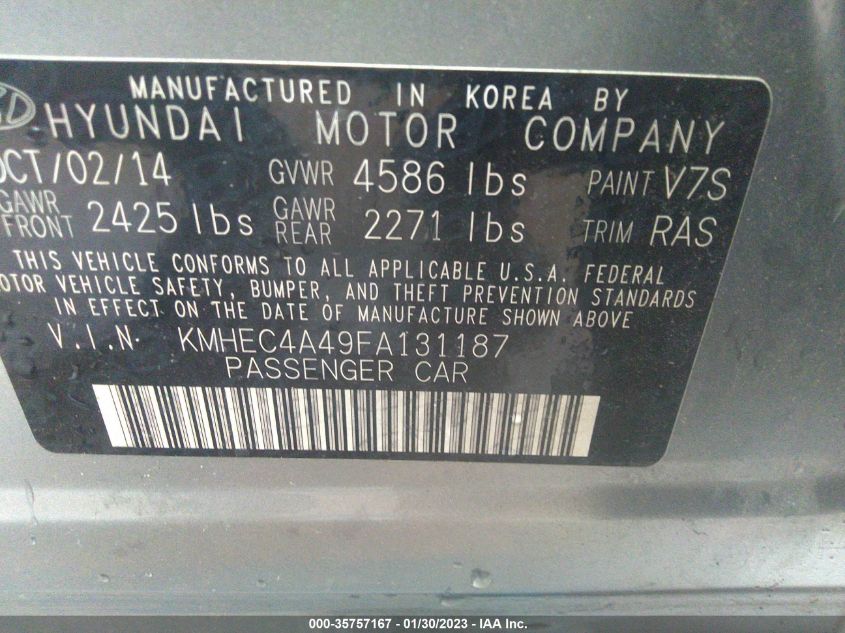 MANUFACTURED IN KOREA BY
HYUNDAI MOTOR COMPANY
OCT/02/14 GVWR 4586 lbs PAINT V7S
GAWR FRONT 2425 lbs GAWR REAR 2271 lbs TRIM RAS
THIS VEHICLE CONFORMS TO ALL APPLICABLE U.S.A. FEDERAL
MOTOR VEHICLE SAFETY, BUMPER, AND THEFT PREVENTION STANDARDS
IN EFFECT ON THE DATE OF MANUFACTURE SHOWN ABOVE
V.I.N. KMHEC4A49FA131187
PASSENGER CAR
000-35757167 — 01/30/2023 - IAA Inc.